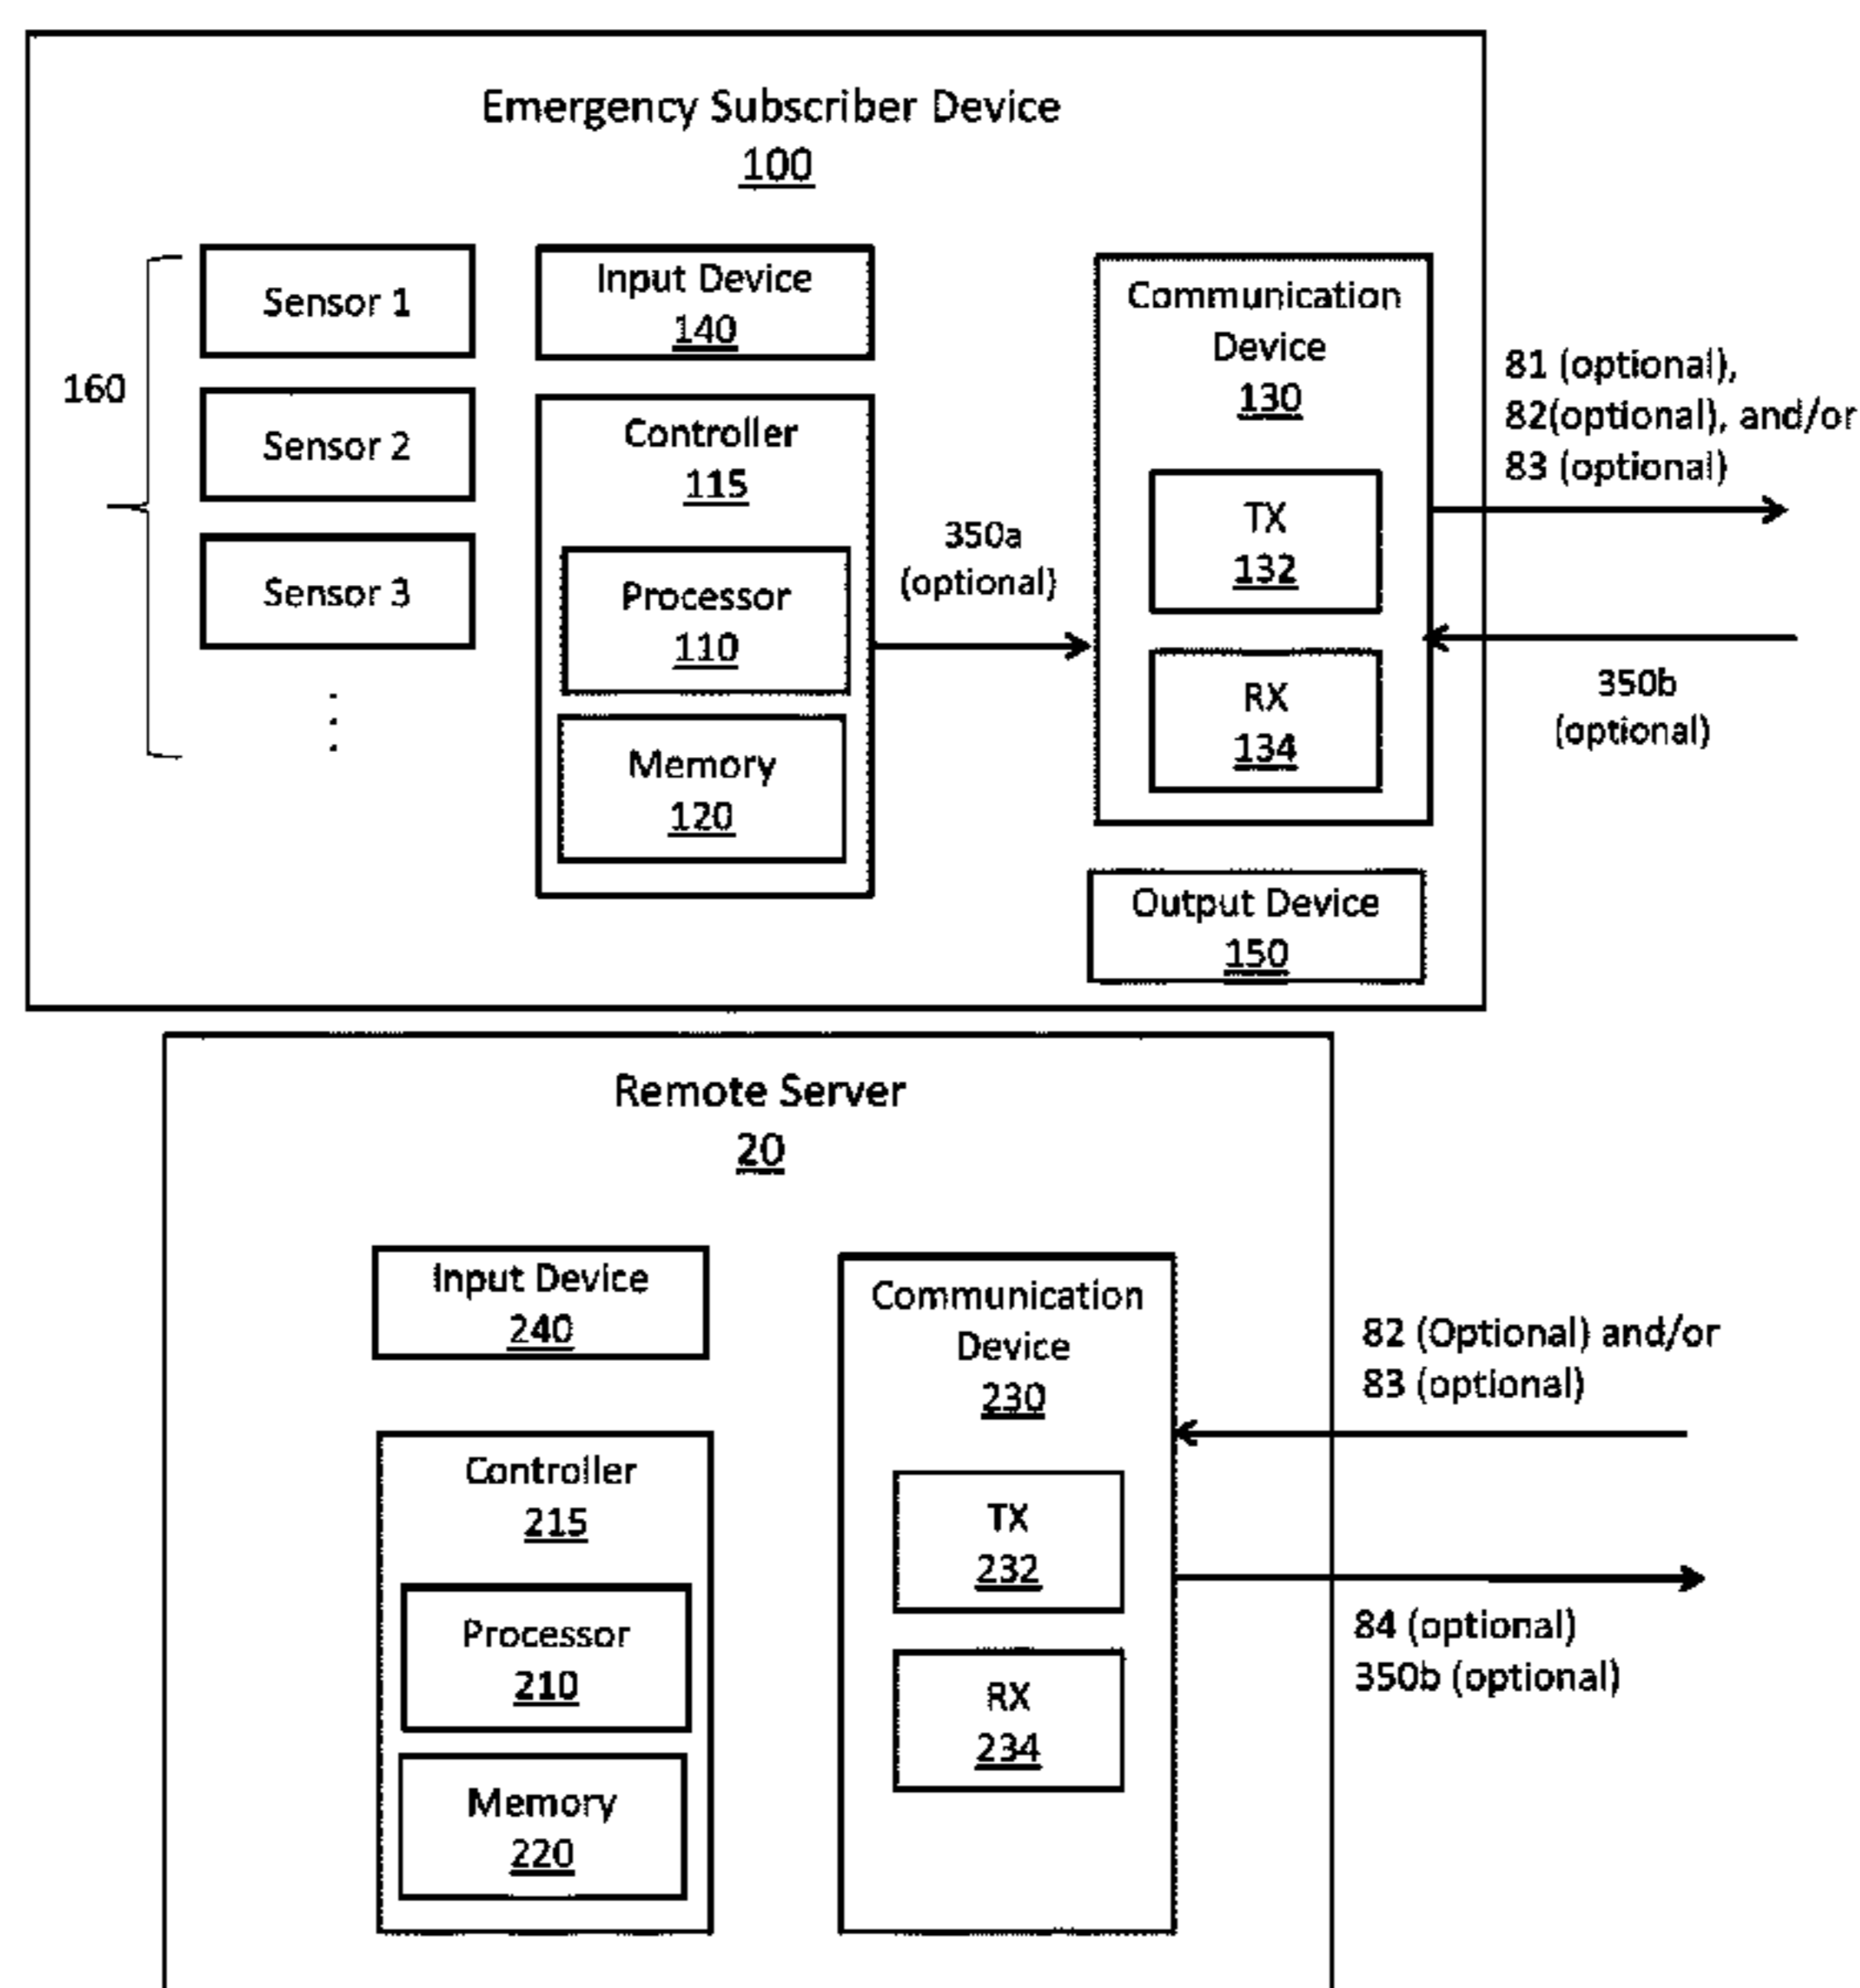 Emergency Subscriber Device
100
160
Sensor 1
Sensor 2
Sensor 3
Input Device
140
Controller
115
Processor
110
Memory
120
350a
(optional)
Communication
Device
130
TX
132
RX
134
Output Device
150
81 (optional),
82(optional), and/or
83 (optional)
350b
(optional)
Remote Server
20
Input Device
240
Controller
215
Processor
210
Memory
220
Communication
Device
230
TX
232
RX
234
82 (Optional) and/or
83 (optional)
84 (optional)
350b (optional)